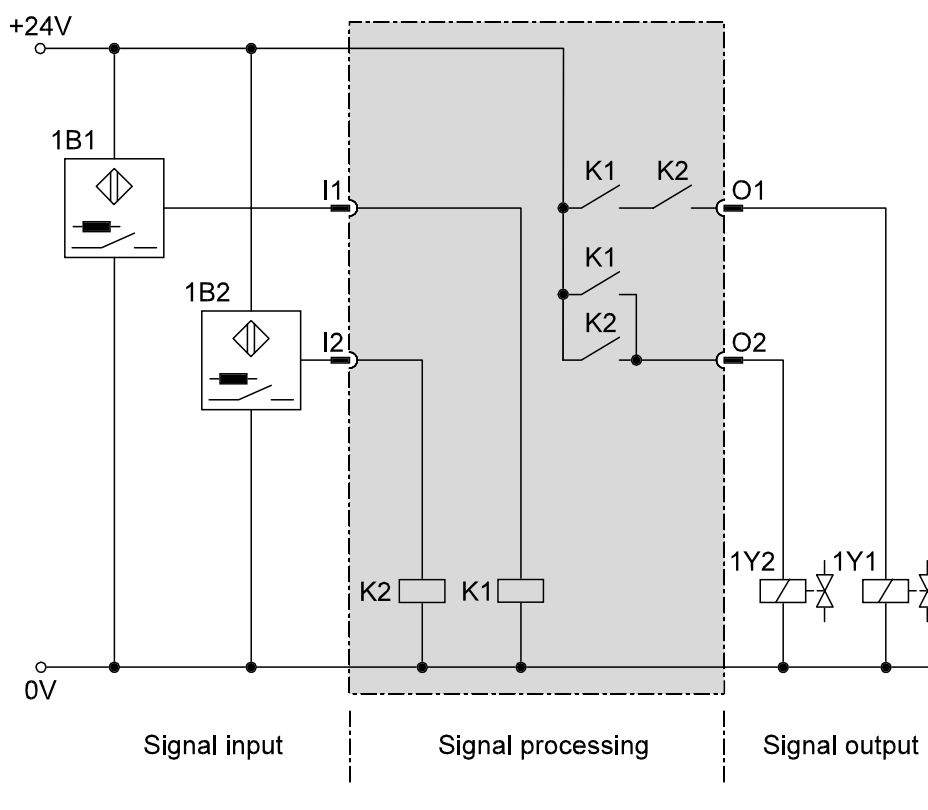 +24V
1B1
K1 K2
I1 O1
K1
1B2
K2
I2 O2
1Y2 1Y1
K2 K1
0V
Signal input Signal processing Signal output